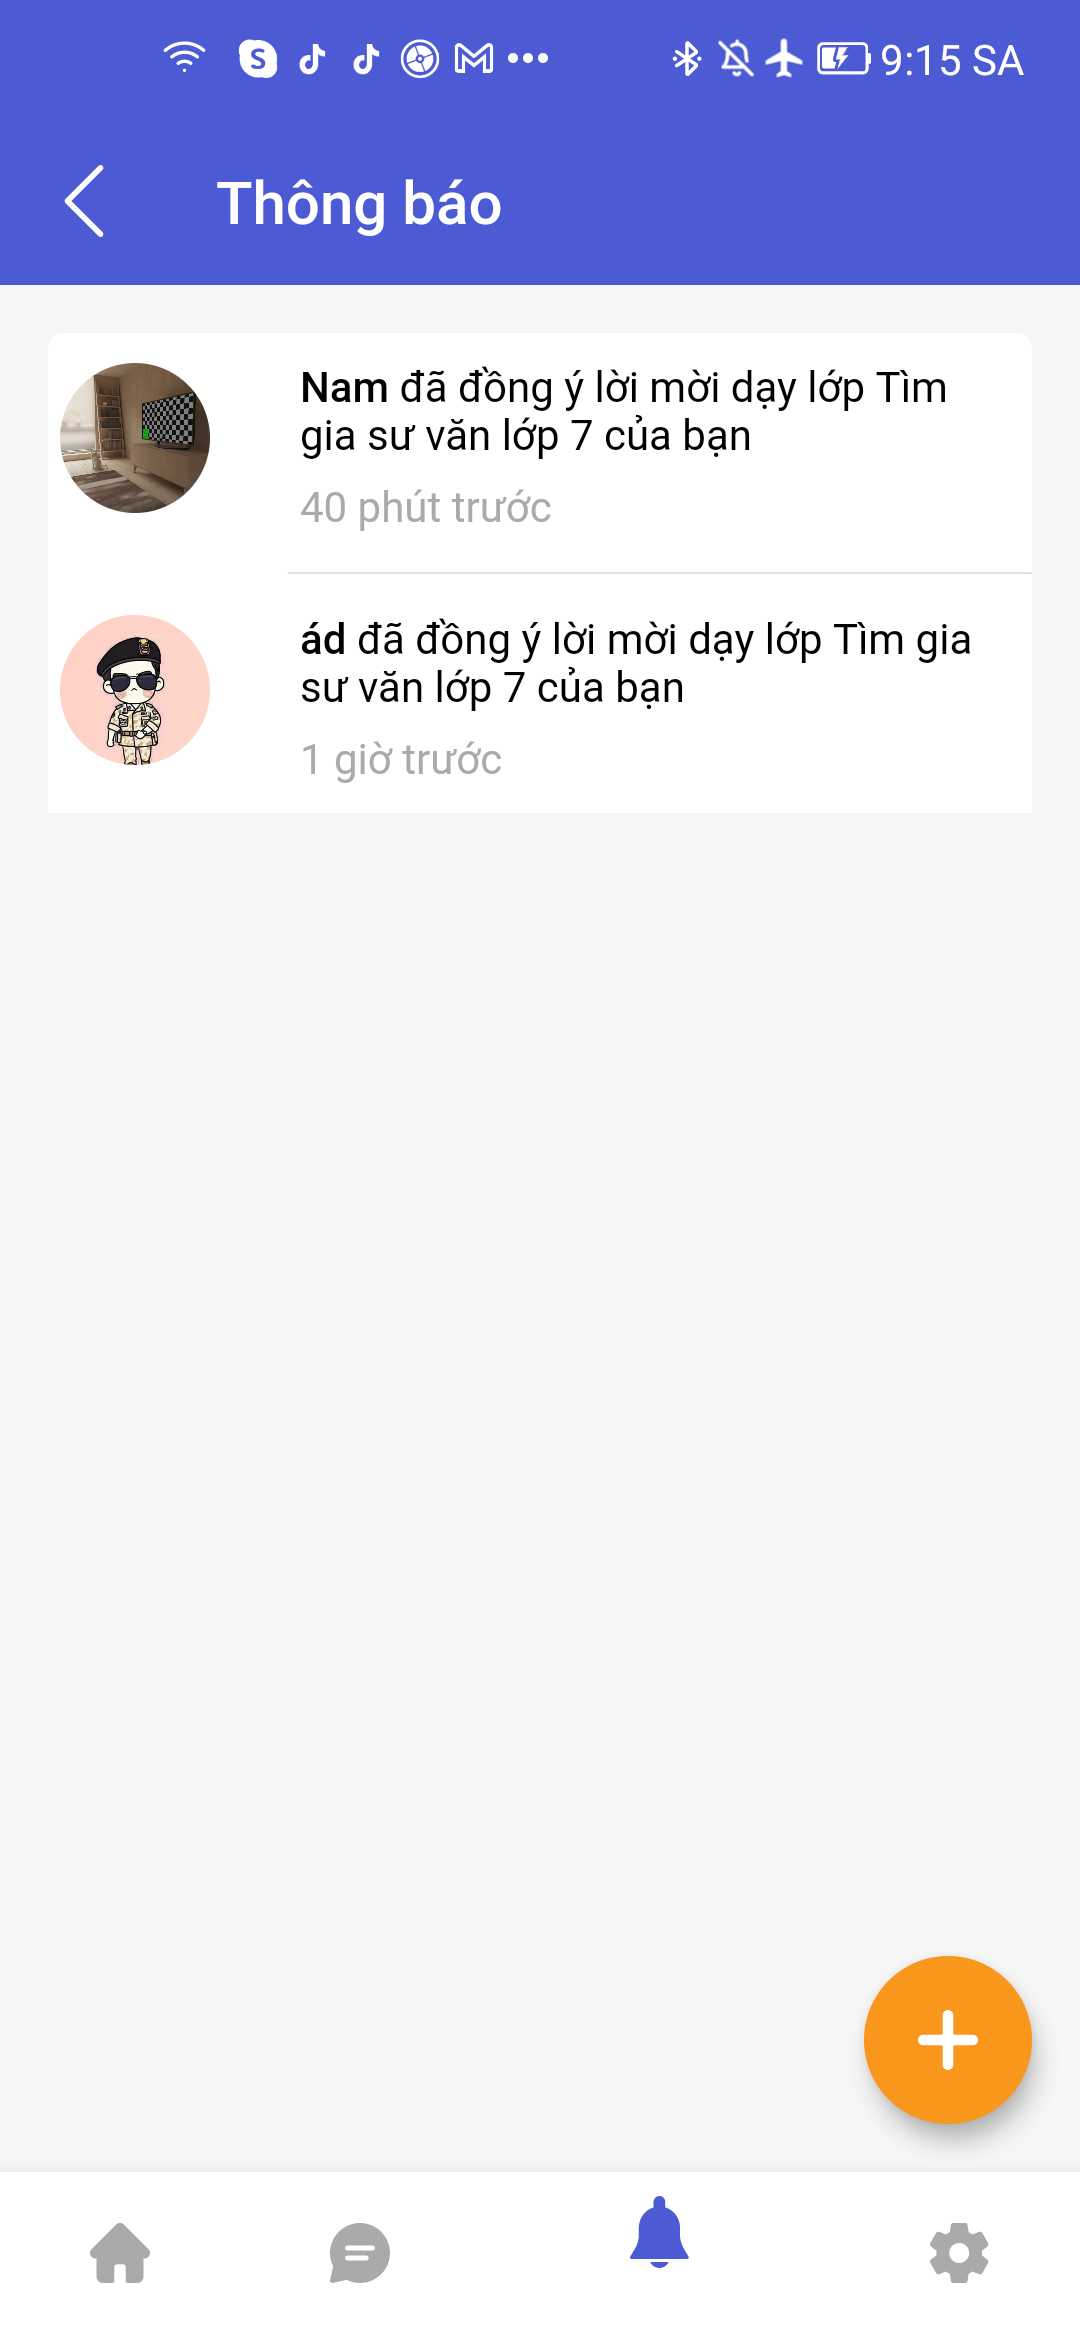 9:15 SA
Thông báo
Nam đã đồng ý lời mời dạy lớp Tìm
gia sư văn lớp 7 của bạn
40 phút trước
ád đã đồng ý lời mời dạy lớp Tìm gia
sư văn lớp 7 của bạn
1 giờ trước